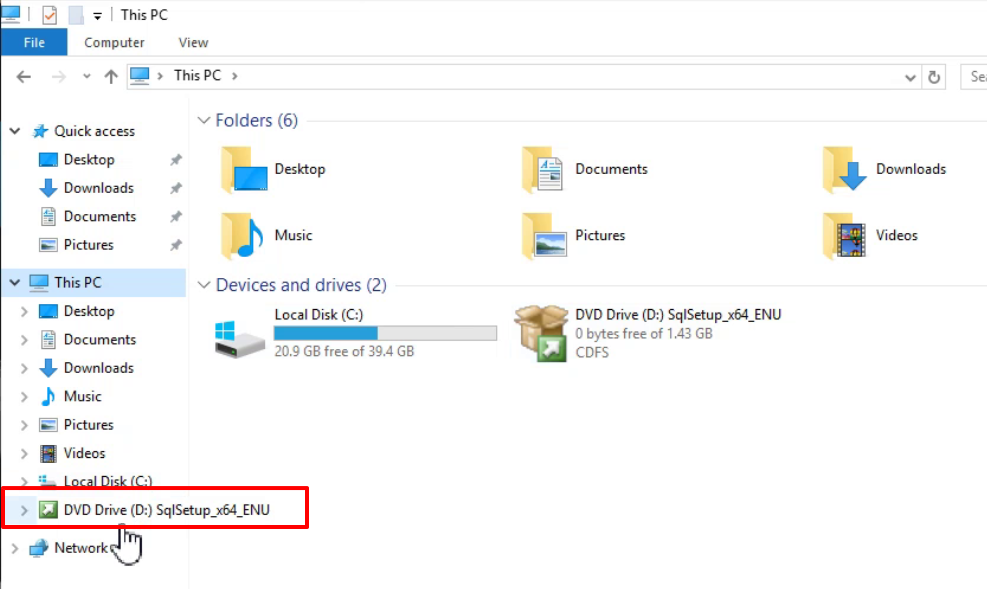 This PC
File Computer View
This PC
Sea
Quick access
Desktop
Downloads
Documents
Pictures
This PC
Desktop
Documents
Downloads
Music
Pictures
Videos
Local Disk (C:)
DVD Drive (D:) SqlSetup_x64_ENU
Network
Folders (6)
Desktop
Documents
Downloads
Music
Pictures
Videos
Devices and drives (2)
Local Disk (C:)
20.9 GB free of 39.4 GB
DVD Drive (D:) SqlSetup_x64_ENU
0 bytes free of 1.43 GB
CDFS